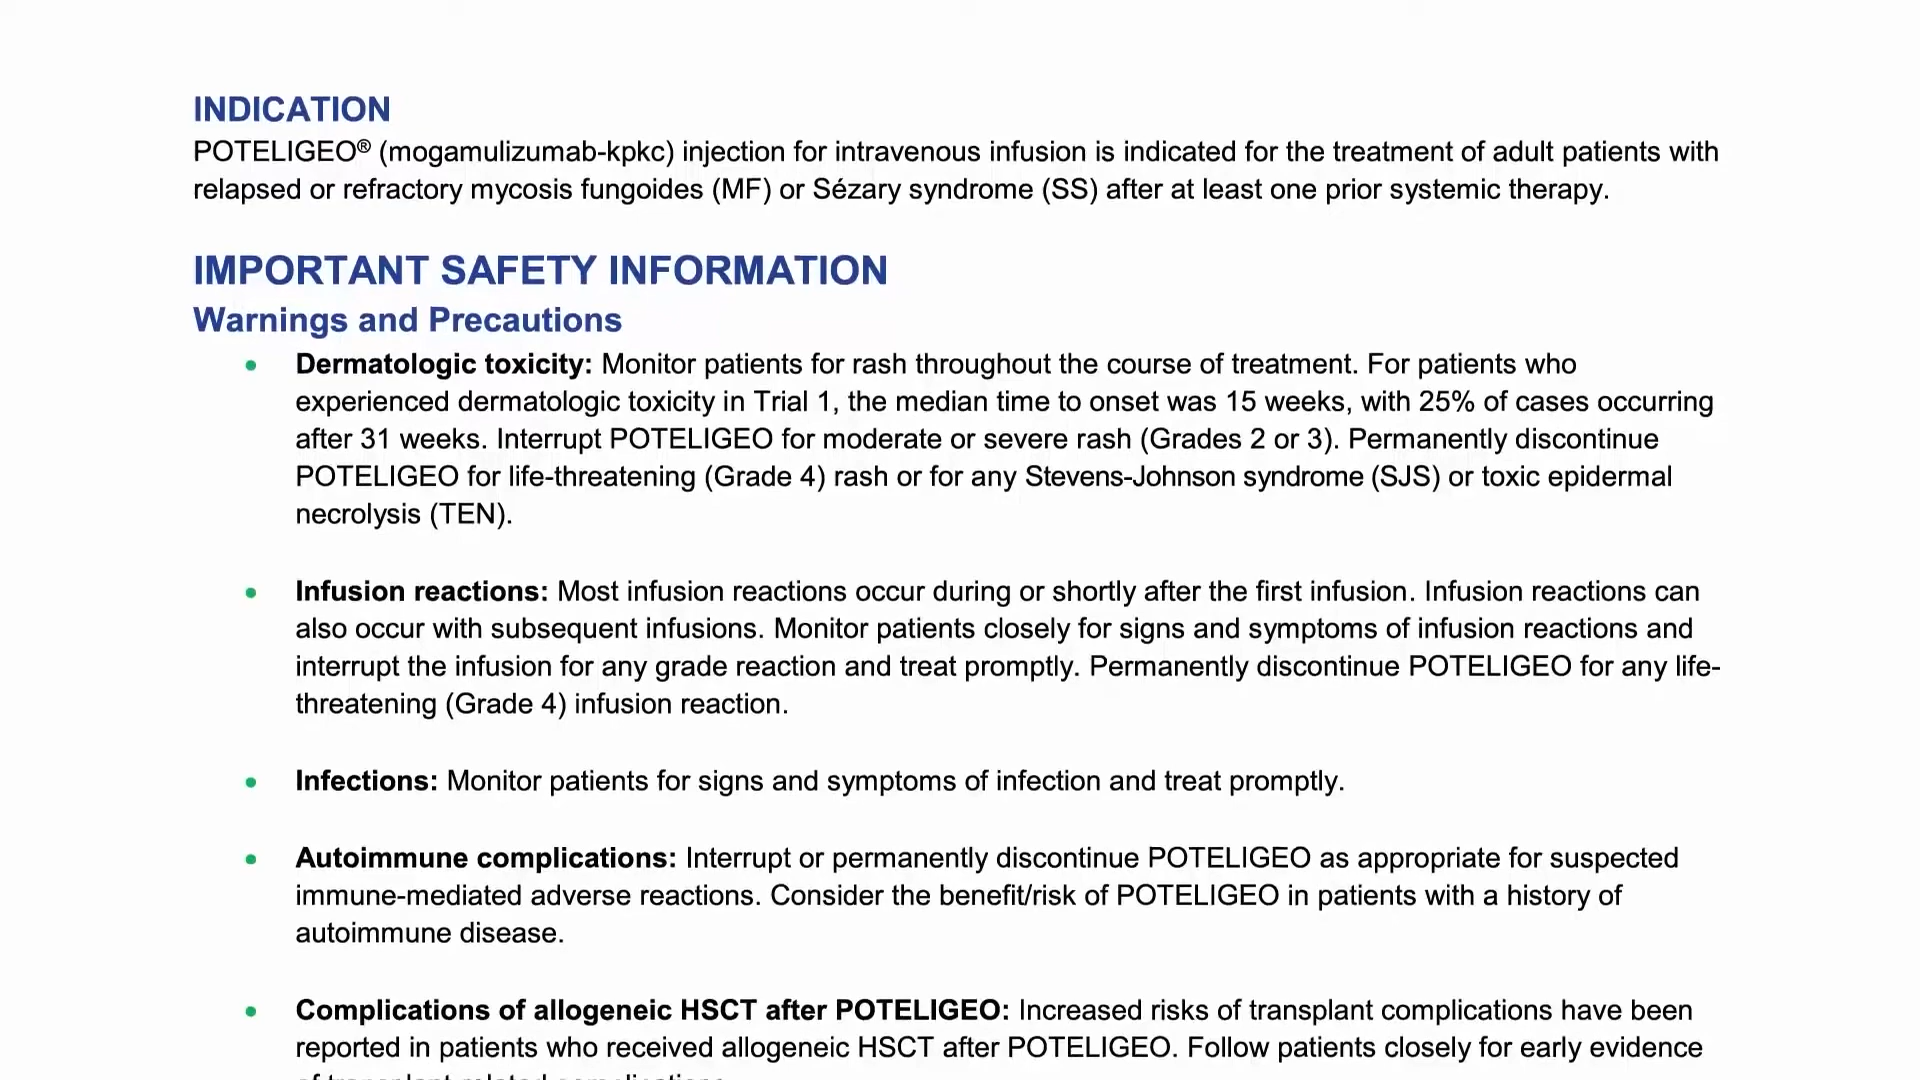 INDICATION
POTELIGEO® (mogamulizumab-kpkc) injection for intravenous infusion is indicated for the treatment of adult patients with
relapsed or refractory mycosis fungoides (MF) or Sézary syndrome (SS) after at least one prior systemic therapy.
IMPORTANT SAFETY INFORMATION
Warnings and Precautions
• Dermatologic toxicity: Monitor patients for rash throughout the course of treatment. For patients who
experienced dermatologic toxicity in Trial 1, the median time to onset was 15 weeks, with 25% of cases occurring
after 31 weeks. Interrupt POTELIGEO for moderate or severe rash (Grades 2 or 3). Permanently discontinue
POTELIGEO for life-threatening (Grade 4) rash or for any Stevens-Johnson syndrome (SJS) or toxic epidermal
necrolysis (TEN).
• Infusion reactions: Most infusion reactions occur during or shortly after the first infusion. Infusion reactions can
also occur with subsequent infusions. Monitor patients closely for signs and symptoms of infusion reactions and
interrupt the infusion for any grade reaction and treat promptly. Permanently discontinue POTELIGEO for any life-
threatening (Grade 4) infusion reaction.
• Infections: Monitor patients for signs and symptoms of infection and treat promptly.
• Autoimmune complications: Interrupt or permanently discontinue POTELIGEO as appropriate for suspected
immune-mediated adverse reactions. Consider the benefit/risk of POTELIGEO in patients with a history of
autoimmune disease.
• Complications of allogeneic HSCT after POTELIGEO: Increased risks of transplant complications have been
reported in patients who received allogeneic HSCT after POTELIGEO. Follow patients closely for early evidence